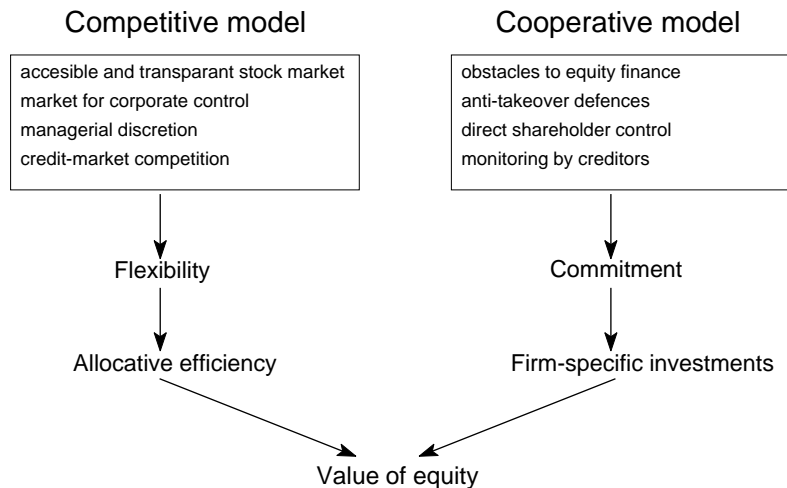 Competitive model
accesible and transparant stock market
market for corporate control
managerial discretion
credit-market competition
Flexibility
Allocative efficiency
Cooperative model
obstacles to equity finance
anti-takeover defences
direct shareholder control
monitoring by creditors
Commitment
Firm-specific investments
Value of equity